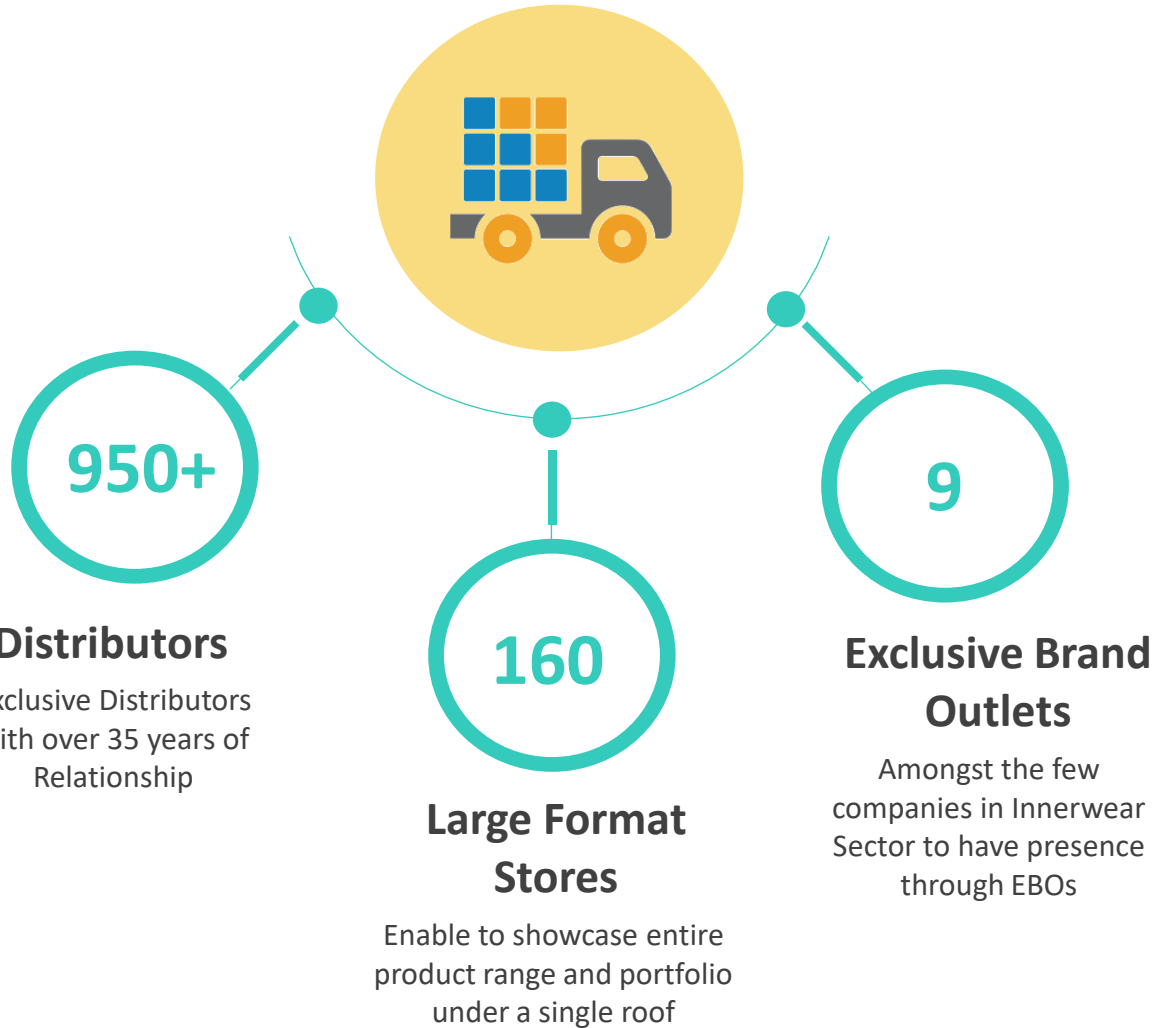 950+
Distributors
xclusive Distributors
ith over 35 years of
Relationship
160
Large Format
Stores
Enable to showcase entire
product range and portfolio
under a single roof
9
Exclusive Brand
Outlets
Amongst the few
companies in Innerwear
Sector to have presence
through EBOs